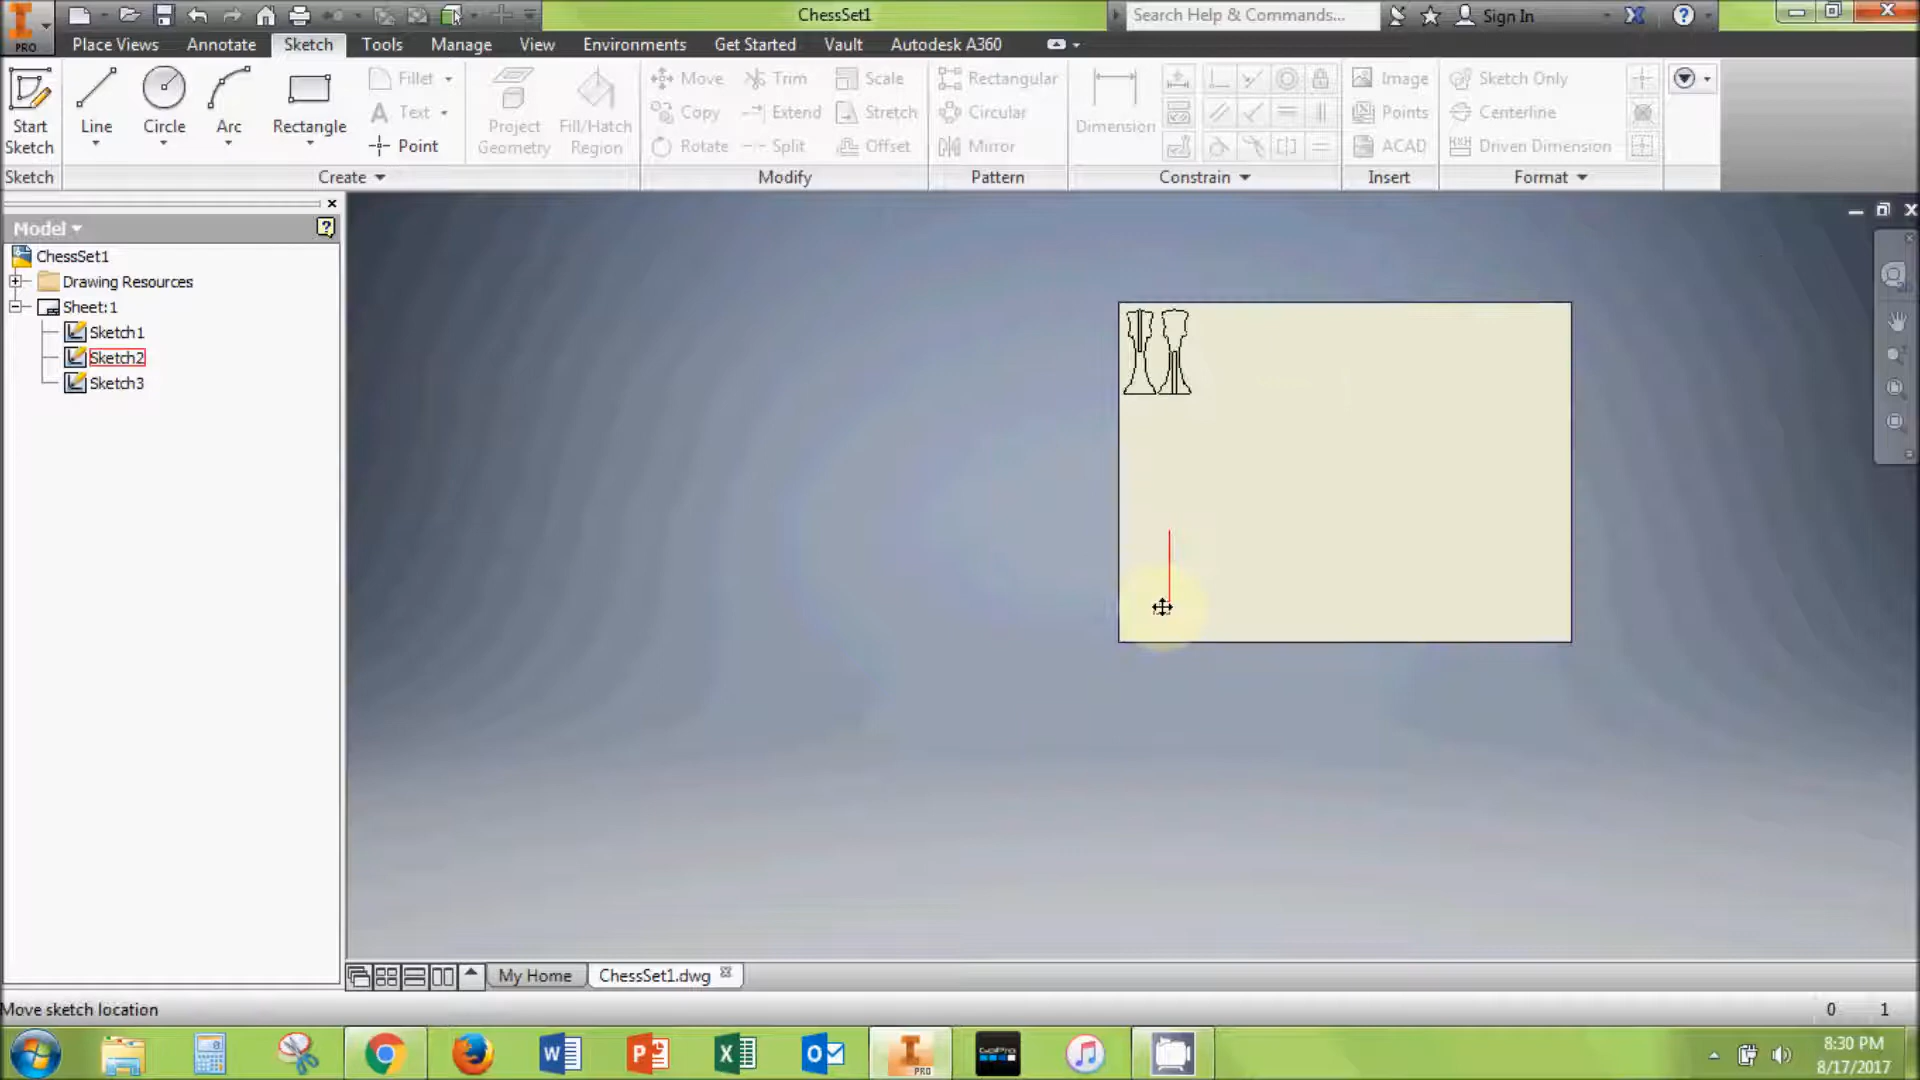 ChessSet1
Search Help & Commands...
Sign In
PRO
Place Views
Annotate
Sketch
Tools
Manage
View
Environments
Get Started
Vault
Autodesk A360
Start Sketch
Line
Circle
Arc
Rectangle
Fillet
Text
Point
Project Geometry
Fill/Hatch Region
Move
Copy
Rotate
Trim
Extend
Split
Scale
Stretch
Offset
Rectangular
Circular
Mirror
Dimension
Image
Points
ACAD
Sketch Only
Centerline
Driven Dimension
Sketch
Create
Modify
Pattern
Constrain
Insert
Format
Model
ChessSet1
Drawing Resources
Sheet:1
Sketch1
Sketch2
Sketch3
My Home
ChessSet1.dwg
Move sketch location
0 1
PRO
GoPro
8:30 PM
8/17/2017